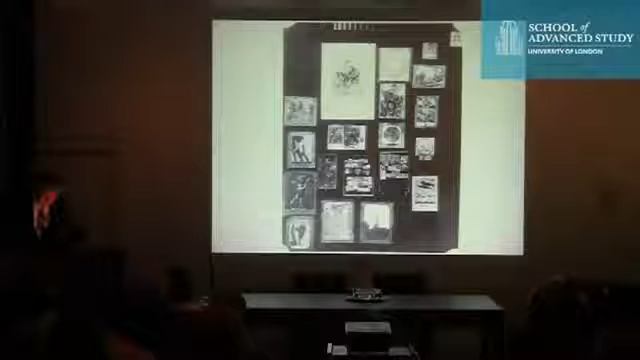 SCHOOL of
ADVANCED STUDY
UNIVERSITY OF LONDON